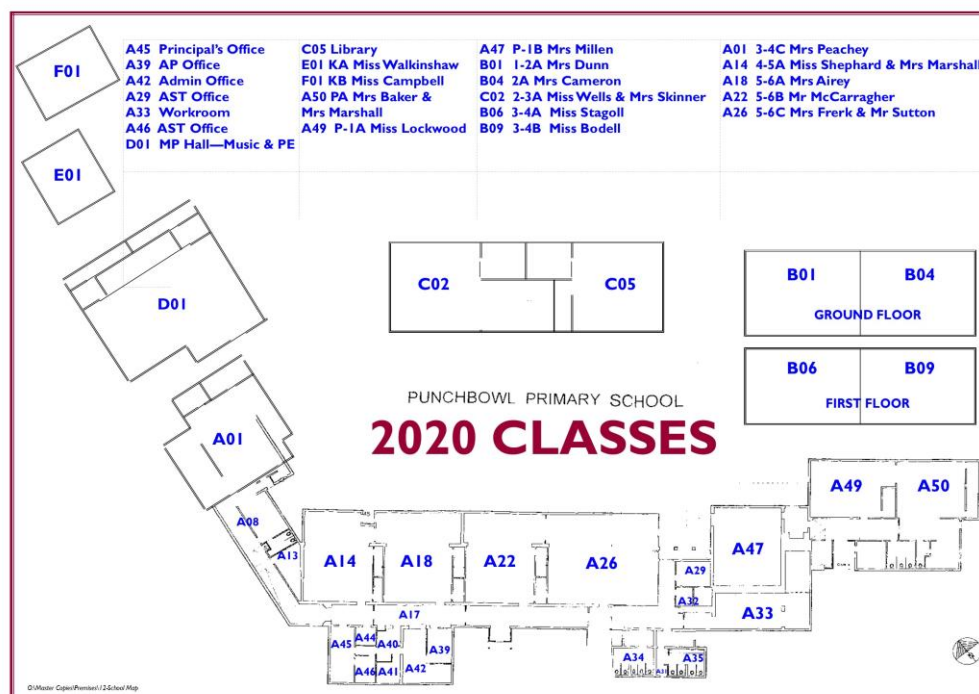 A45 Principal's Office
A39 AP Office
A42 Admin Office
A29 AST Office
A33 Workroom
A46 AST Office
D01 MP Hall—Music & PE
C05 Library
E01 KA Miss Walkinshaw
F01 KB Miss Campbell
A50 PA Mrs Baker &
Mrs Marshall
A49 P-1A Miss Lockwood
A47 P-1B Mrs Millen
B01 1-2A Mrs Dunn
B04 2A Mrs Cameron
C02 2-3A Miss Wells & Mrs Skinner
B06 3-4A Miss Stagoll
B09 3-4B Miss Bodell
A01 3-4C Mrs Peachey
A14 4-5A Miss Shephard & Mrs Marshall
A18 5-6A Mrs Airey
A22 5-6B Mr McCarragher
A26 5-6C Mrs Frerk & Mr Sutton
F01
E01
D01
C02
C05
B01
B04
GROUND FLOOR
B06
B09
FIRST FLOOR
PUNCHBOWL PRIMARY SCHOOL
2020 CLASSES
A01
A08
A13
A14
A18
A22
A26
A29
A32
A47
A49
A50
A33
A17
A45
A44
A40
A39
A46
A41
A42
A34
A35